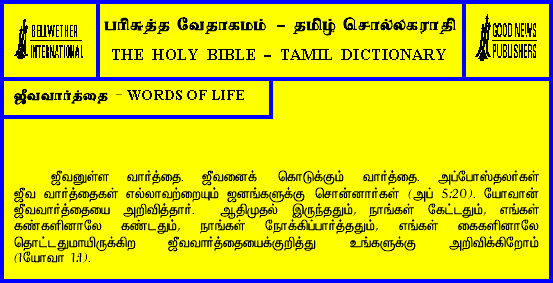 BELLWETHER
INTERNATIONAL
பரிசுத்த வேதாகமம் – தமிழ் சொல்லகராதி
THE HOLY BIBLE – TAMIL DICTIONARY
GOOD NEWS
PUBLISHERS
ஜீவவார்த்தை – WORDS OF LIFE
ஜீவனுள்ள வார்த்தை. ஜீவனைக் கொடுக்கும் வார்த்தை. அப்போஸ்தலர்கள்
ஜீவ வார்த்தைகள் எல்லாவற்றையும் ஜனங்களுக்கு சொன்னார்கள் (அப் 5:20). யோவான்
ஜீவவார்த்தையை அறிவித்தார். ஆதிமுதல் இருந்ததும், நாங்கள் கேட்டதும், எங்கள்
கண்களினாலே கண்டதும், நாங்கள் நோக்கிப்பார்த்ததும், எங்கள் கைகளினாலே
தொட்டதுமாயிருக்கிற ஜீவவார்த்தையைக்குறித்து உங்களுக்கு அறிவிக்கிறோம்
(1யோவா 1:1).